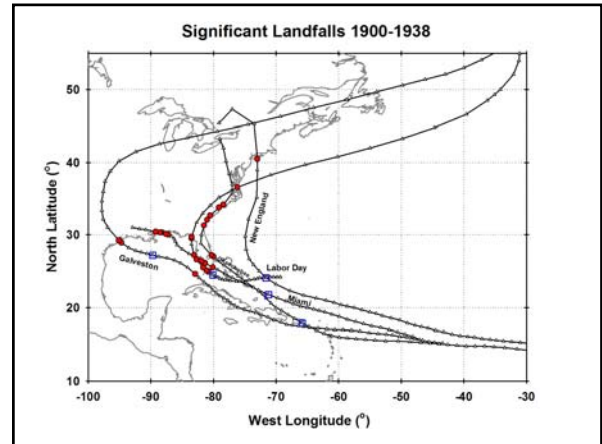 Significant Landfalls 1900-1938
North Latitude (°)
50
40
30
20
10
New England
Labor Day
Galveston
Miami
-100 -90 -80 -70 -60 -50 -40 -30
West Longitude (°)